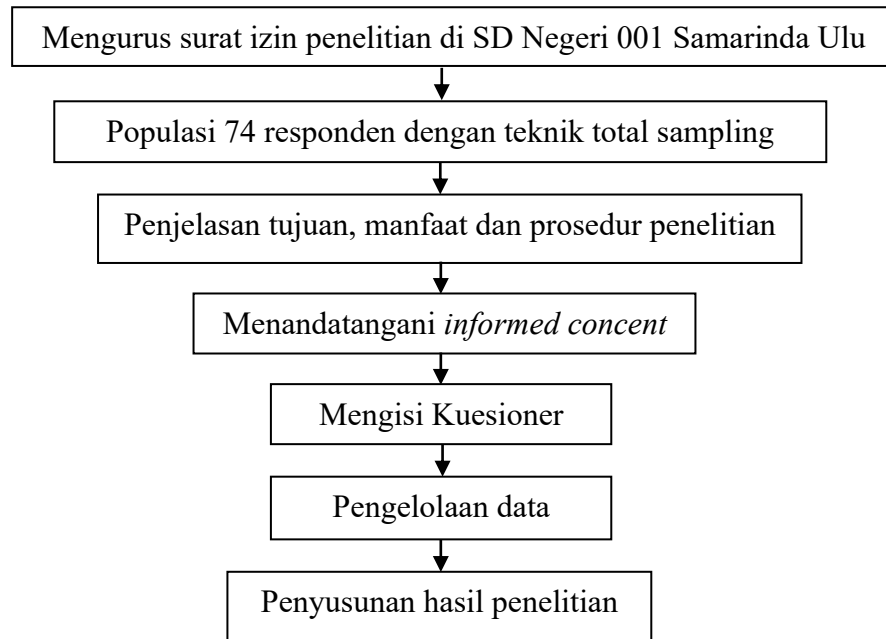 Mengurus surat izin penelitian di SD Negeri 001 Samarinda Ulu
Populasi 74 responden dengan teknik total sampling
Penjelasan tujuan, manfaat dan prosedur penelitian
Menandatangani informed concent
Mengisi Kuesioner
Pengelolaan data
Penyusunan hasil penelitian